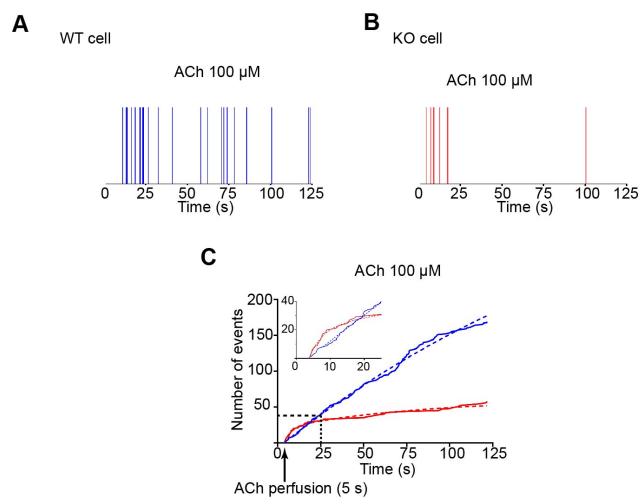 A
WT cell
ACh 100 µM
0 25 50 75 100 125
Time (s)
B
KO cell
ACh 100 µM
0 25 50 75 100 125
Time (s)
C
ACh 100 µM
200
150
100
50
0 25 50 75 100 125
Number of events
Time (s)
40
20
0 10 20
ACh perfusion (5 s)